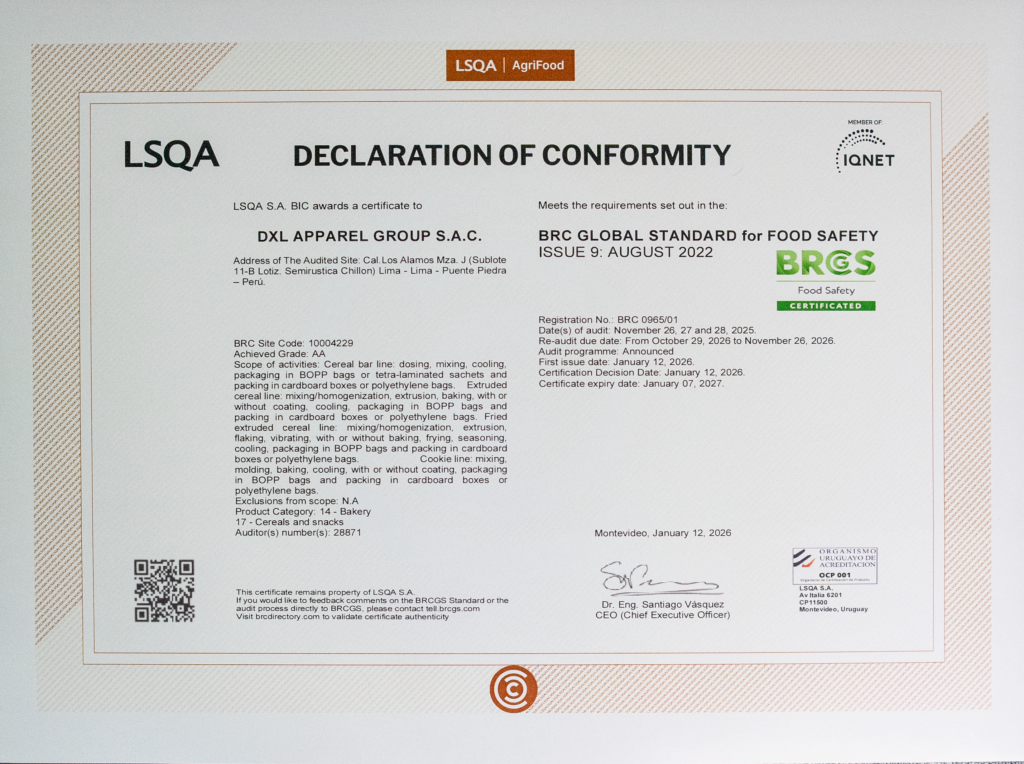 LSQA | AgriFood
LSQA
DECLARATION OF CONFORMITY
MEMBER OF:
IQNET
LSQA S.A. BIC awards a certificate to
DXL APPAREL GROUP S.A.C.
Address of The Audited Site: Cal. Los Alamos Mza. J (Sublote
11-B Lotiz. Semirustica Chillon) Lima - Lima - Puente Piedra
– Perú.
BRC Site Code: 10004229
Achieved Grade: AA
Scope of activities: Cereal bar line: dosing, mixing, cooling,
packaging in BOPP bags or tetra-laminated sachets and
packing in cardboard boxes or polyethylene bags. Extruded
cereal line: mixing/homogenization, extrusion, baking, with or
without coating, cooling, packaging in BOPP bags and
packing in cardboard boxes or polyethylene bags. Fried
extruded cereal line: mixing/homogenization, extrusion,
flaking, vibrating, with or without baking, frying, seasoning,
cooling, packaging in BOPP bags and packing in cardboard
boxes or polyethylene bags. Cookie line: mixing,
molding, baking, cooling, with or without coating, packaging
in BOPP bags and packing in cardboard boxes or
polyethylene bags.
Exclusions from scope: N.A
Product Category: 14 - Bakery
17 - Cereals and snacks
Auditor(s) number(s): 28871
Meets the requirements set out in the:
BRC GLOBAL STANDARD for FOOD SAFETY
ISSUE 9: AUGUST 2022
BRCGS
Food Safety
CERTIFICATED
Registration No.: BRC 0965/01
Date(s) of audit: November 26, 27 and 28, 2025.
Re-audit due date: From October 29, 2026 to November 26, 2026.
Audit programme: Announced
First issue date: January 12, 2026.
Certification Decision Date: January 12, 2026.
Certificate expiry date: January 07, 2027.
Montevideo, January 12, 2026
Dr. Eng. Santiago Vásquez
CEO (Chief Executive Officer)
This certificate remains property of LSQA S.A.
If you would like to feedback comments on the BRCGS Standard or the
audit process directly to BRCGS, please contact tell.brcgs.com
Visit brcdirectory.com to validate certificate authenticity
ORGANISMO
URUGUAYO DE
ACREDITACION
OCP 001
Organismo de Certificación de Producto
LSQA S.A.
Av Italia 6201
CP11500
Montevideo, Uruguay